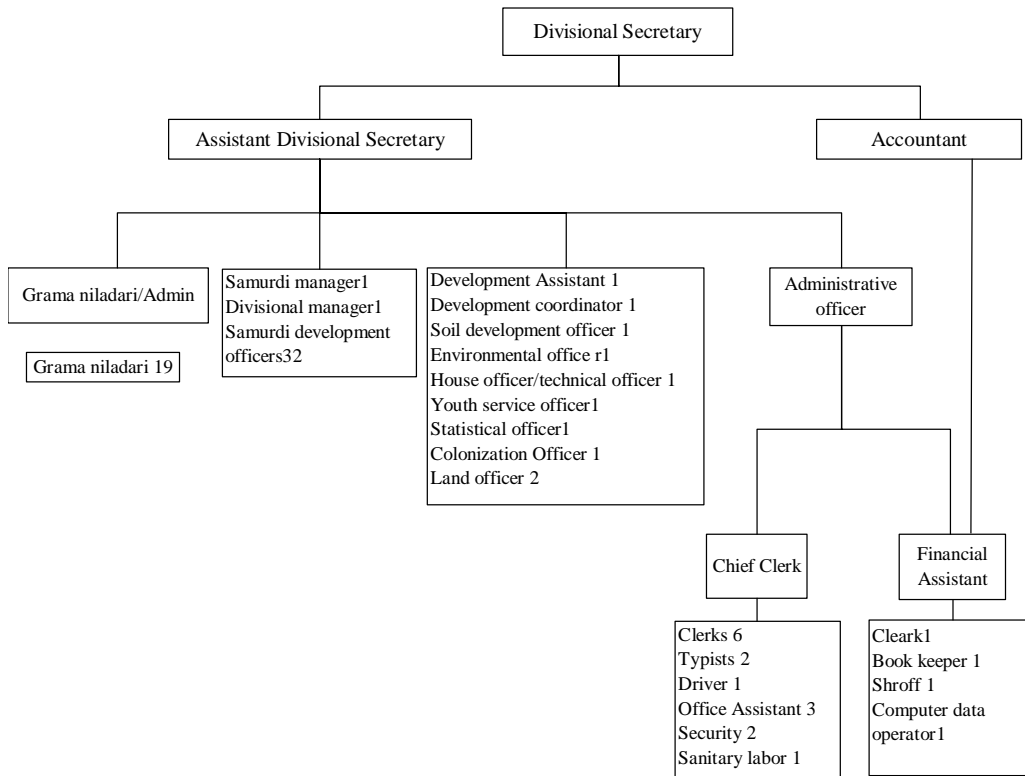 Divisional Secretary
Assistant Divisional Secretary
Accountant
Grama niladari/Admin
Grama niladari 19
Samurdi manager1
Divisional manager1
Samurdi development
officers32
Development Assistant 1
Development coordinator 1
Soil development officer 1
Environmental office r1
House officer/technical officer 1
Youth service officer1
Statistical officer1
Colonization Officer 1
Land officer 2
Administrative
officer
Chief Clerk
Financial
Assistant
Clerks 6
Typists 2
Driver 1
Office Assistant 3
Security 2
Sanitary labor 1
Cleark1
Book keeper 1
Shroff 1
Computer data
operator1